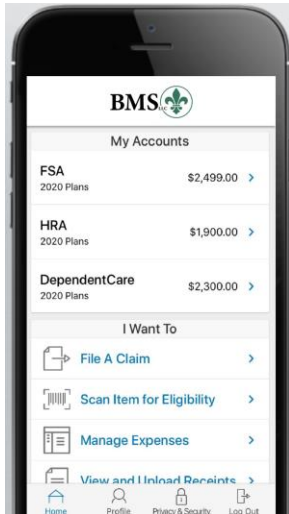 BMS LLC
My Accounts
FSA
2020 Plans
$2,499.00
HRA
2020 Plans
$1,900.00
DependentCare
2020 Plans
$2,300.00
I Want To
File A Claim
Scan Item for Eligibility
Manage Expenses
View and Upload Receipts
Home Profile Privacy & Security Log Out